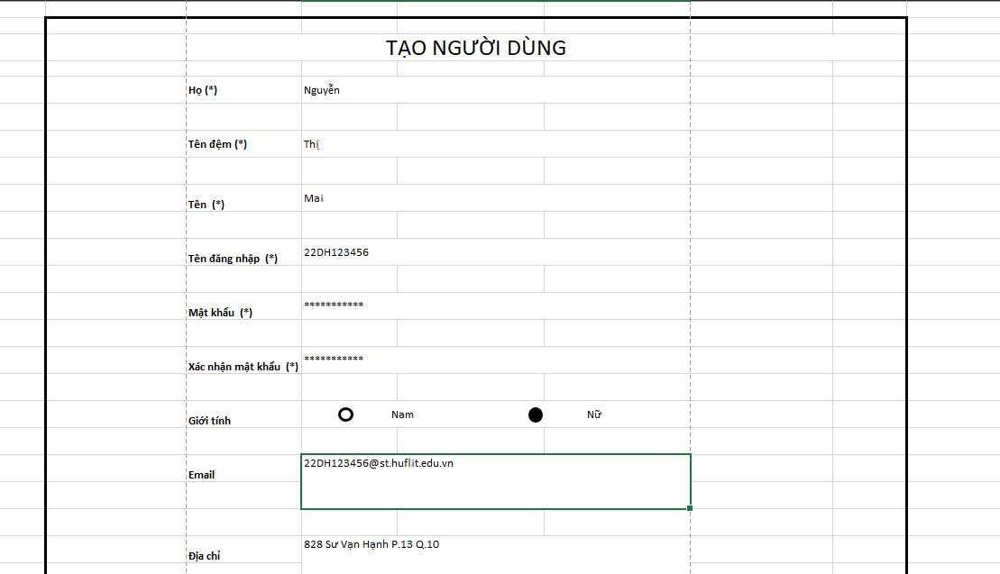 TẠO NGƯỜI DÙNG
Họ (*) Nguyễn
Tên đệm (*) Thị
Tên (*) Mai
Tên đăng nhập (*) 22DH123456
Mật khẩu (*) ***********
Xác nhận mật khẩu (*) ***********
Giới tính Nam Nữ
Email 22DH123456@st.huflit.edu.vn
Địa chỉ 828 Sư Vạn Hạnh P.13 Q.10